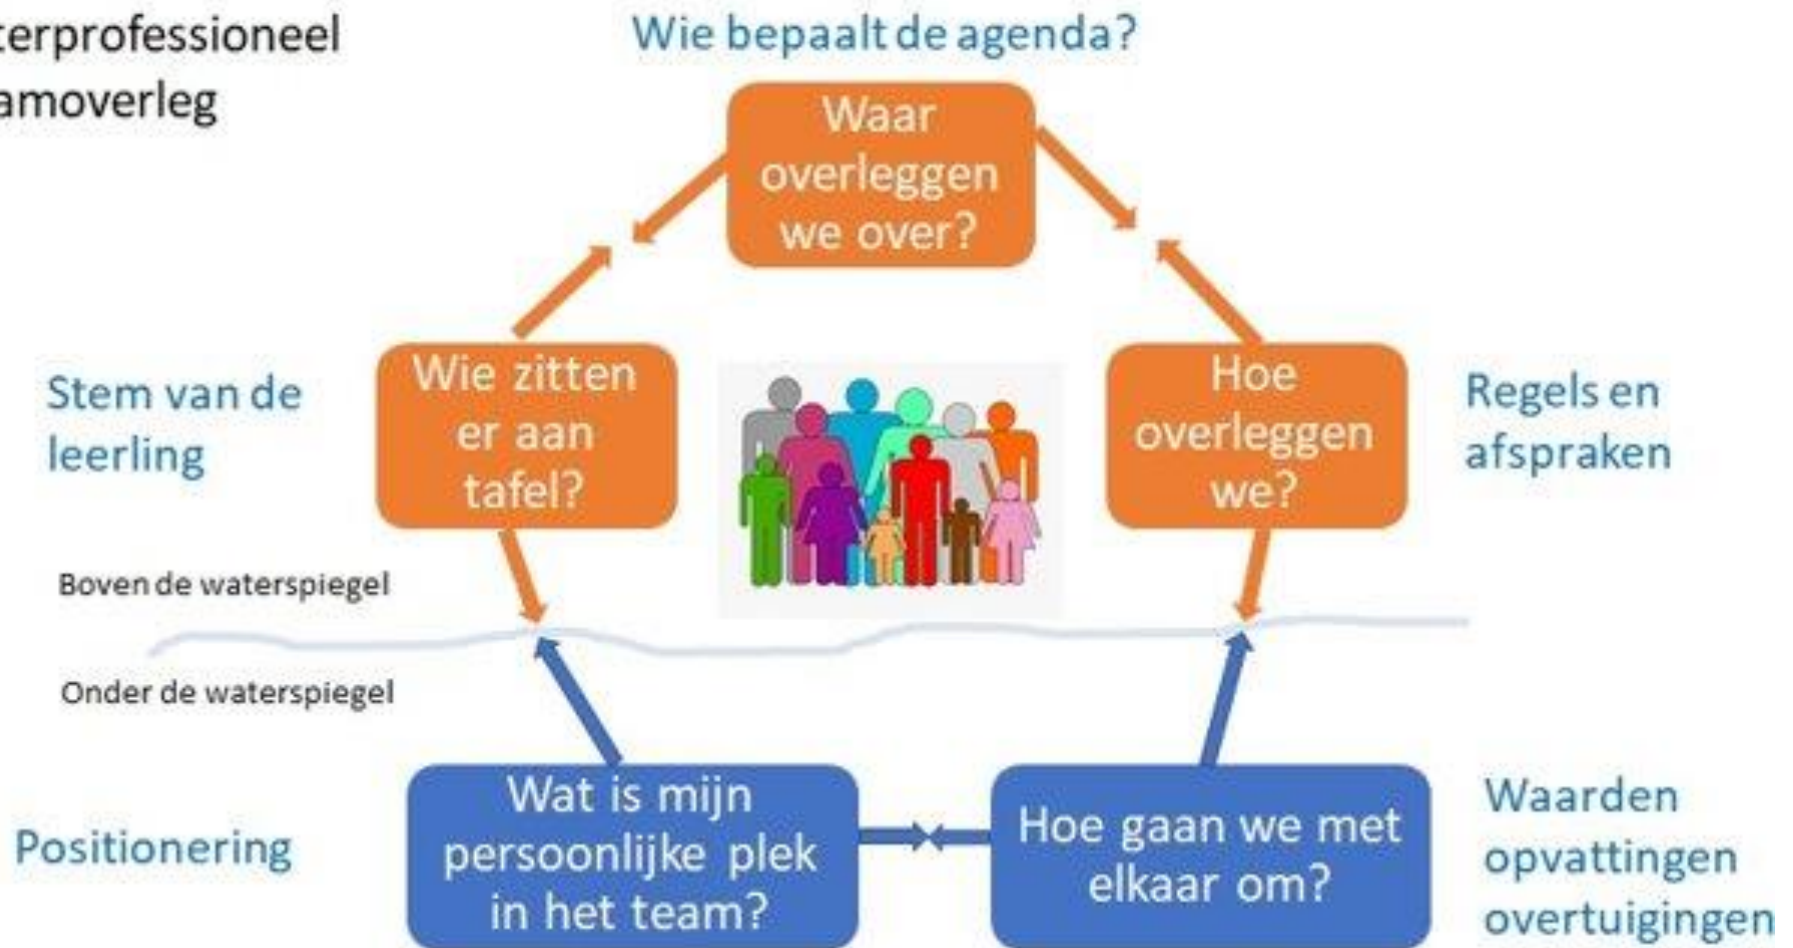 terprofessioneel
amoverleg
Wie bepaalt de agenda?
Waar
overleggen
we over?
Stem van de
leerling
Wie zitten
er aan
tafel?
Hoe
overleggen
we?
Regels en
afspraken
Boven de waterspiegel
Onder de waterspiegel
Positionering
Wat is mijn
persoonlijke plek
in het team?
Hoe gaan we met
elkaar om?
Waarden
opvattingen
overtuigingen